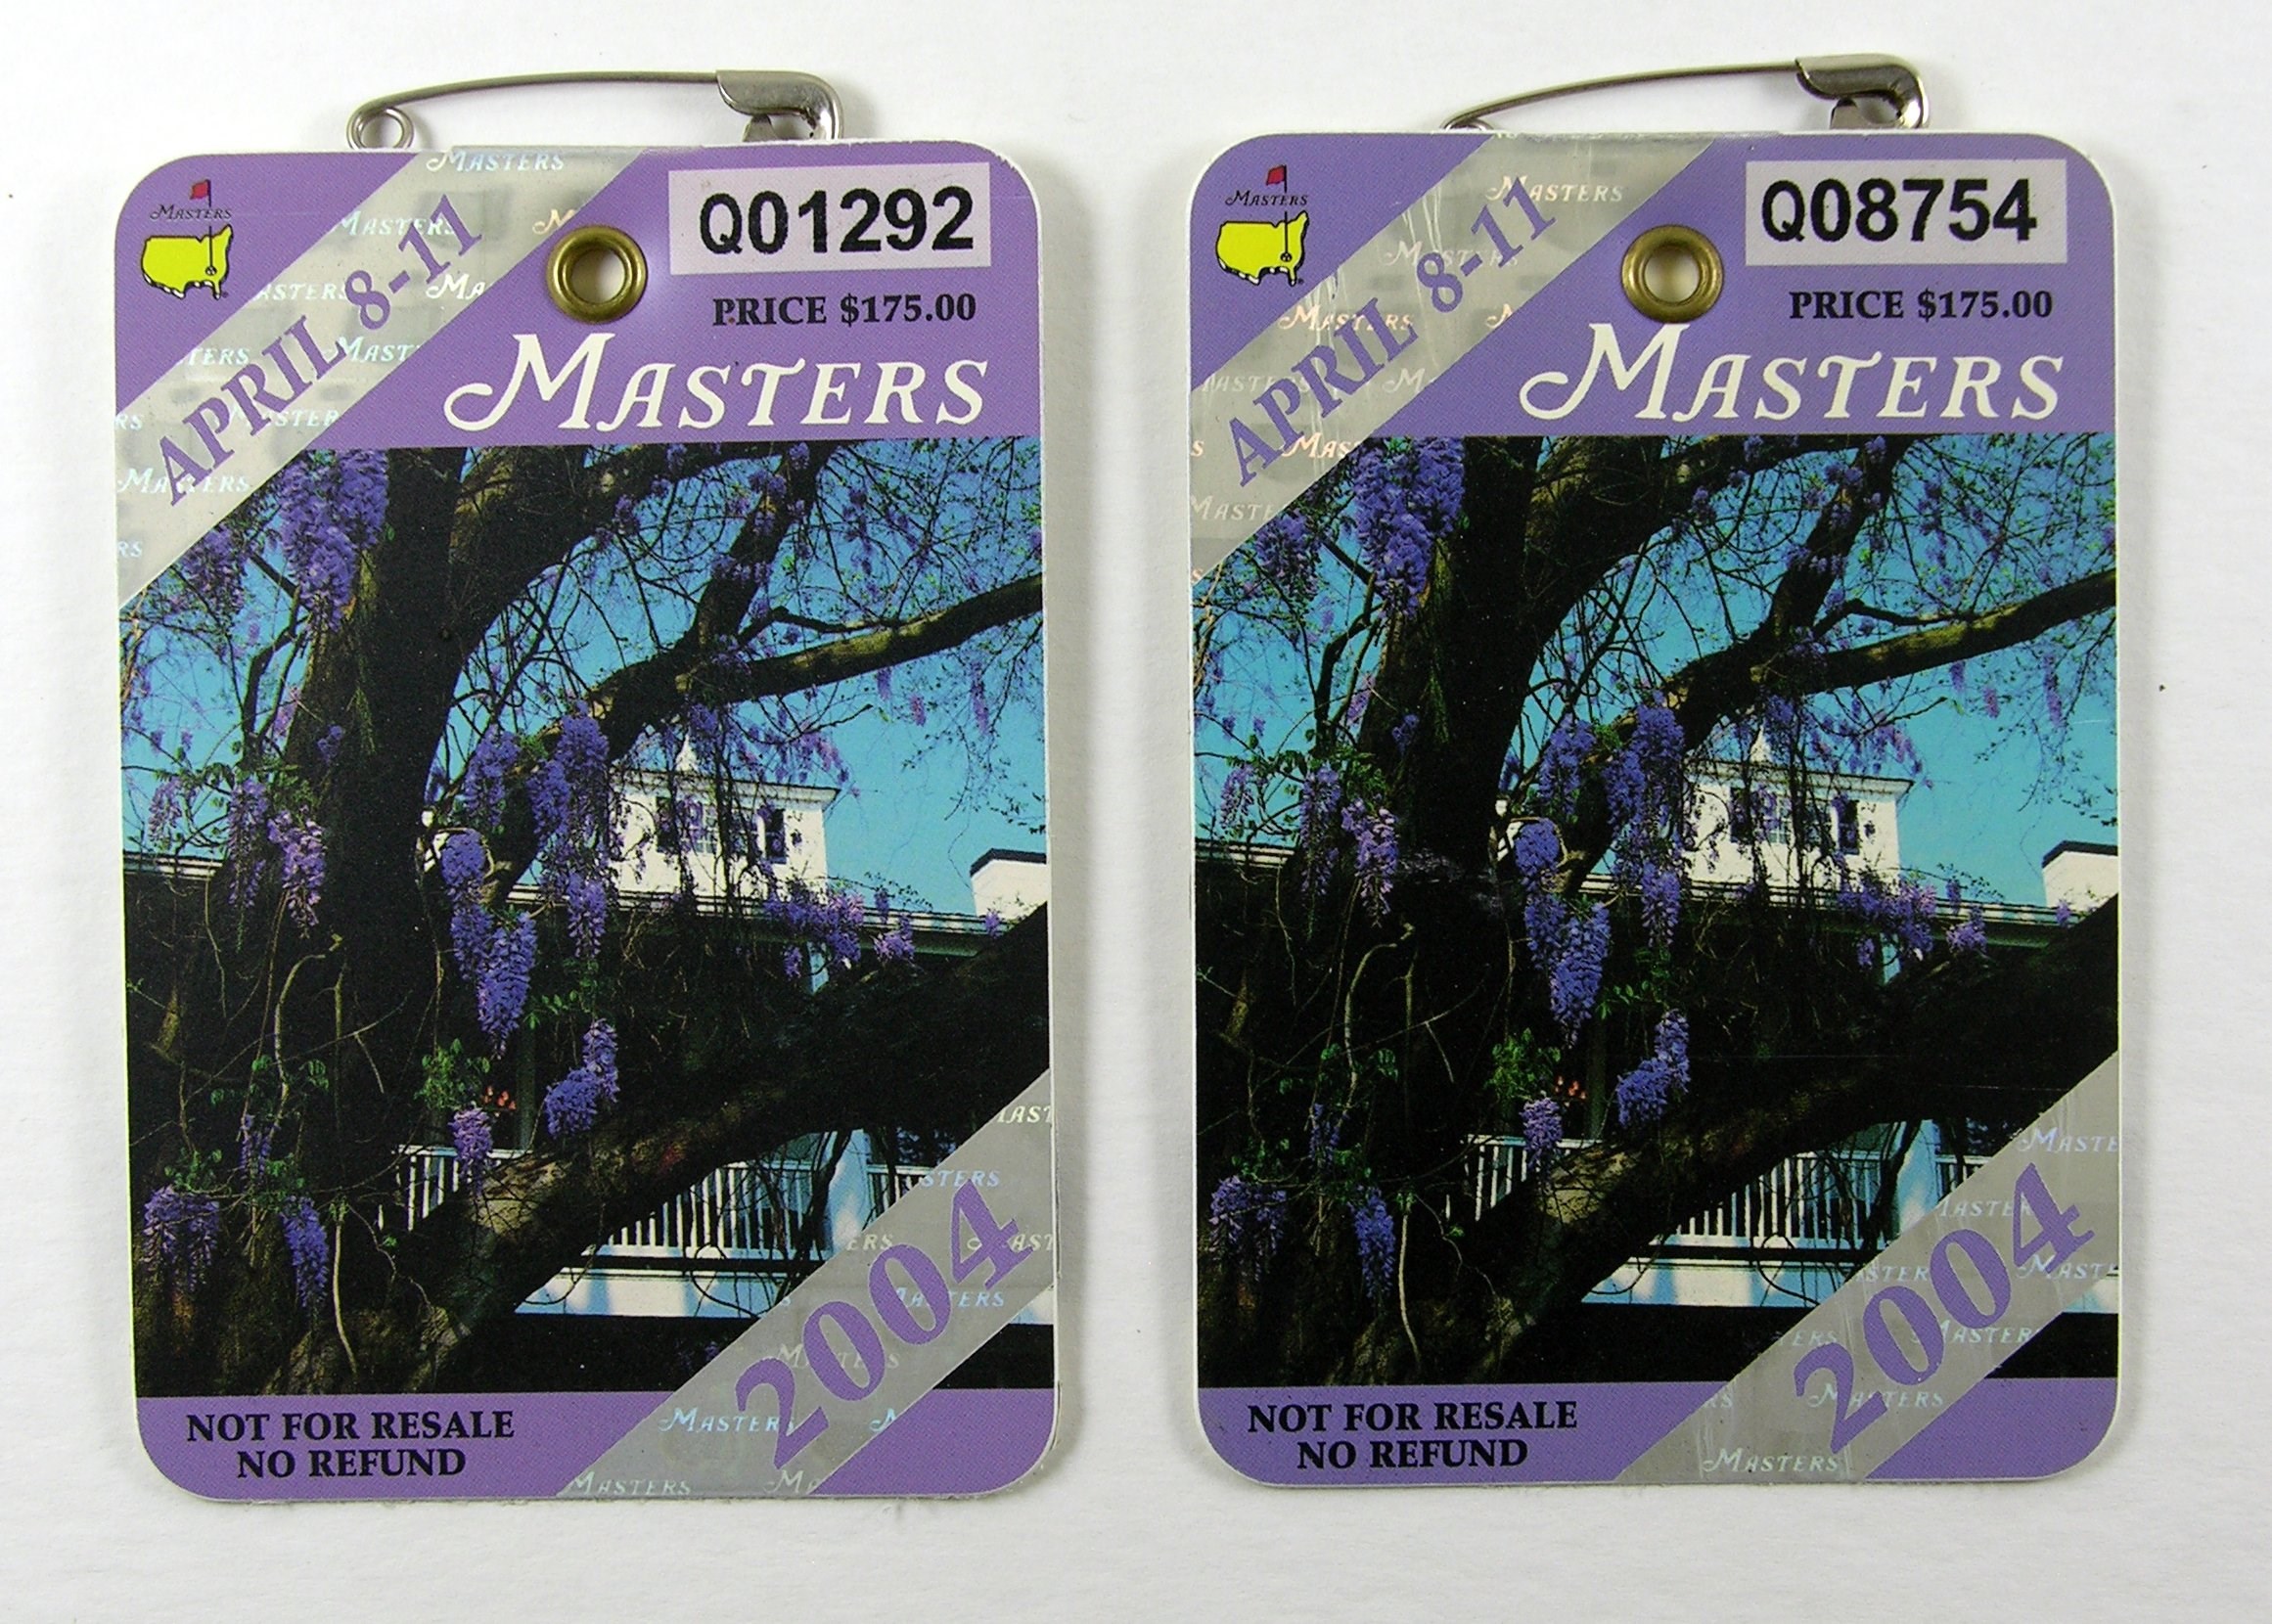 MASTERS
Q01292
APRIL 8-11
PRICE $175.00
MASTERS
2004
NOT FOR RESALE
NO REFUND
MASTERS
Q08754
APRIL 8-11
PRICE $175.00
MASTERS
2004
NOT FOR RESALE
NO REFUND